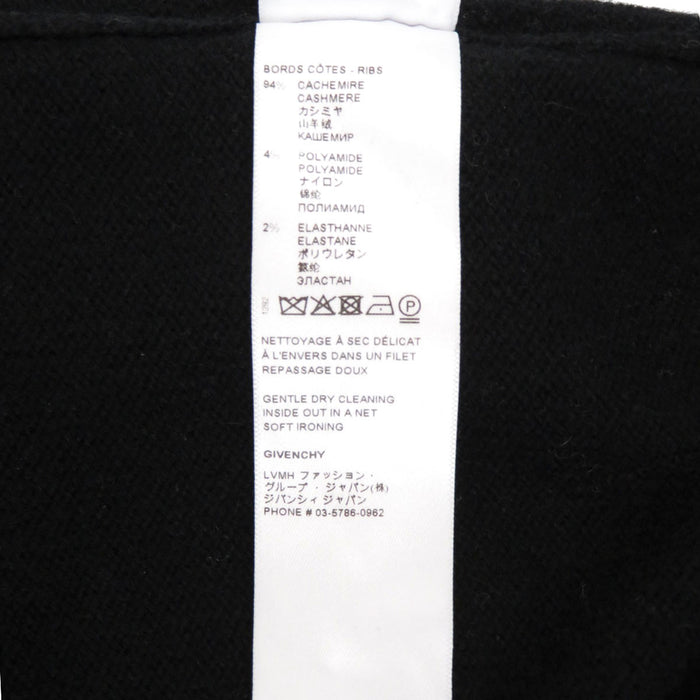 BORDS CÔTES - RIBS
94% CACHEMIRE
CASHMERE
カシミヤ
山羊绒
КАШЕМИР
4% POLYAMIDE
POLYAMIDE
ナイロン
锦纶
ПОЛИАМИД
2% ELASTHANNE
ELASTANE
ポリウレタン
氨纶
ЭЛАСТАН
1292
P
NETTOYAGE À SEC DÉLICAT
À L'ENVERS DANS UN FILET
REPASSAGE DOUX
GENTLE DRY CLEANING
INSIDE OUT IN A NET
SOFT IRONING
GIVENCHY
LVMH ファッション・
グループ・ジャパン(株)
ジバンシィ ジャパン
PHONE # 03-5786-0962